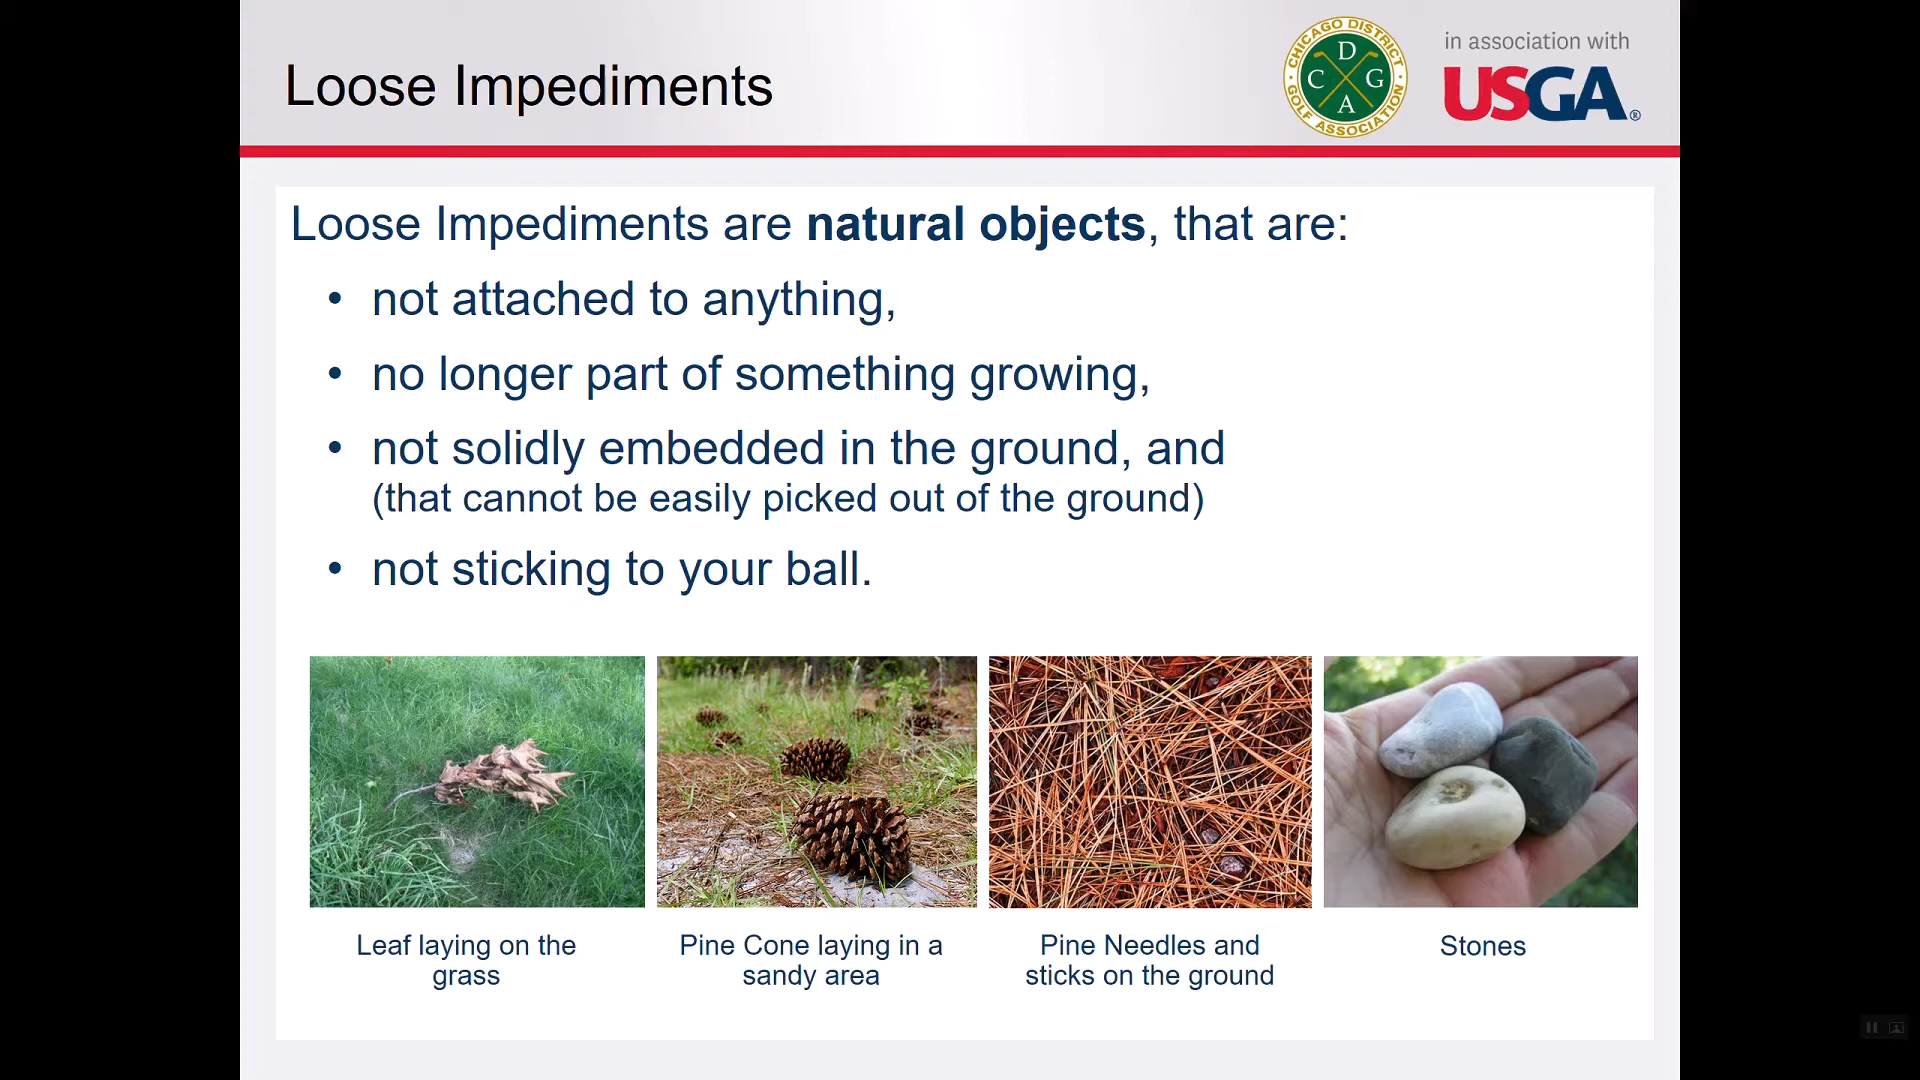 Loose Impediments
CHICAGO DISTRICT
GOLF ASSOCIATION
D
C G
A
in association with
USGA®
Loose Impediments are natural objects, that are:
• not attached to anything,
• no longer part of something growing,
• not solidly embedded in the ground, and
(that cannot be easily picked out of the ground)
• not sticking to your ball.
Leaf laying on the
grass
Pine Cone laying in a
sandy area
Pine Needles and
sticks on the ground
Stones